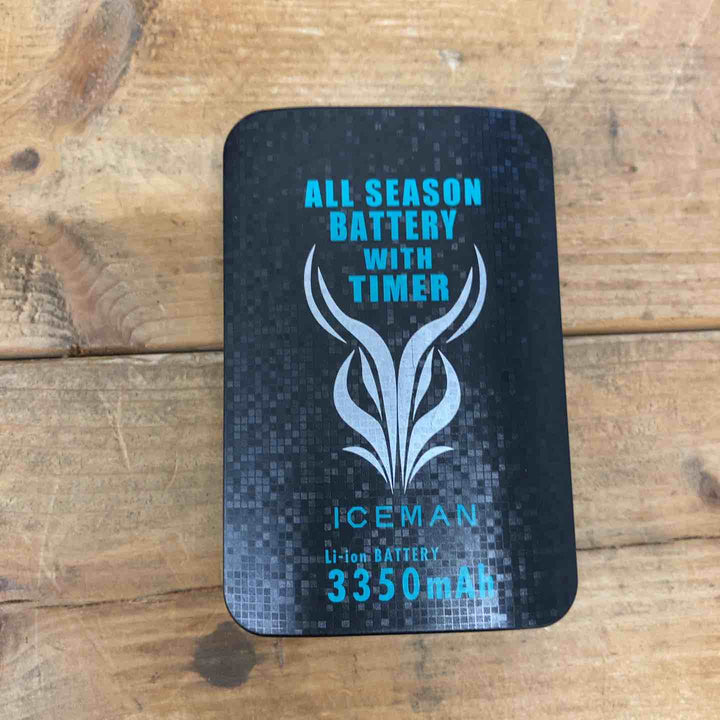 ALL SEASON
BATTERY
WITH
TIMER
ICEMAN
Li-ion BATTERY
3350mAh